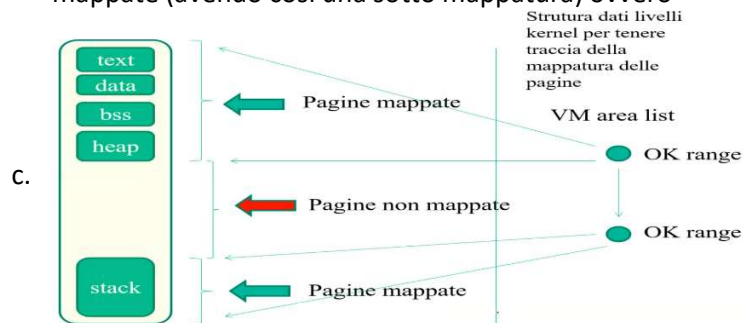 mappate (avendo così una sotto mappatura) ovvero
Strutura dati livelli
kernel per tenere
traccia della
mappatura delle
pagine
text
data
bss
heap
Pagine mappate
VM area list
OK range
c.
Pagine non mappate
OK range
stack
Pagine mappate